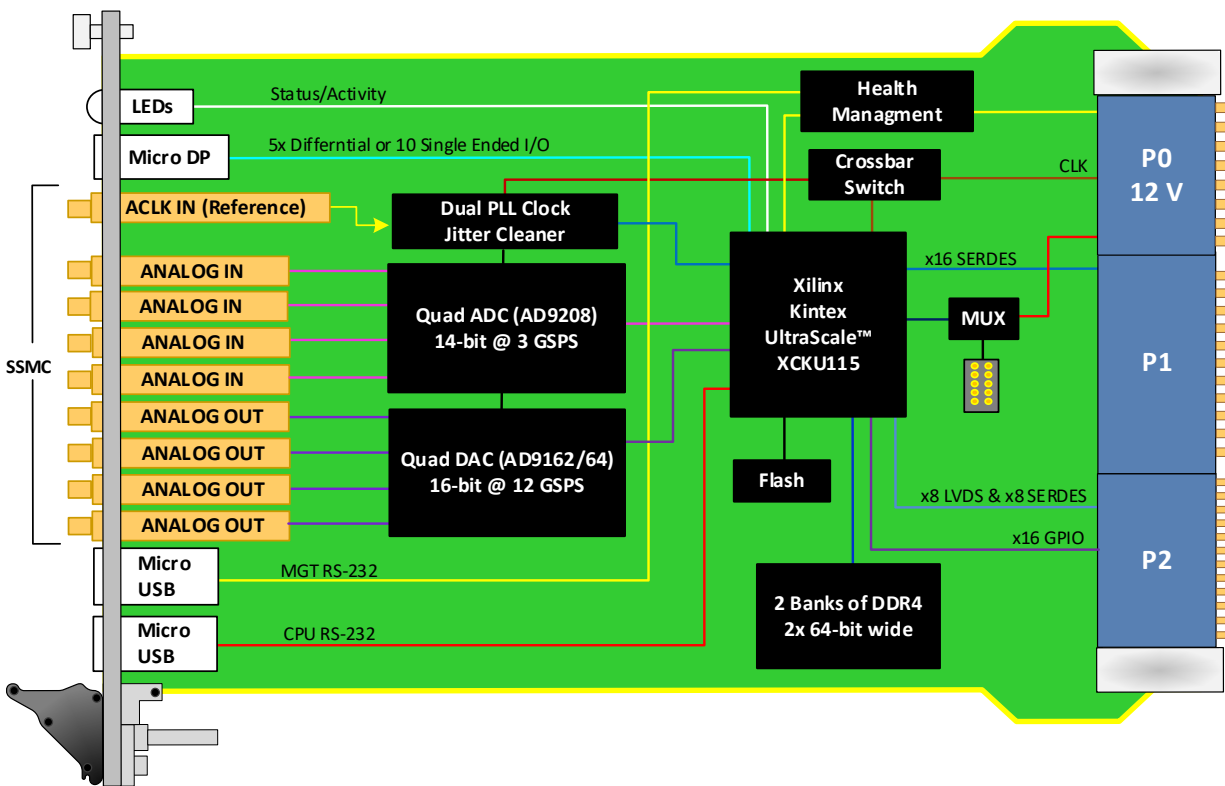 LEDs
Status/Activity
Micro DP
5x Differntial or 10 Single Ended I/O
SSMC
ACLK IN (Reference)
ANALOG IN
ANALOG IN
ANALOG IN
ANALOG IN
ANALOG OUT
ANALOG OUT
ANALOG OUT
ANALOG OUT
Micro
USB
MGT RS-232
Micro
USB
CPU RS-232
Dual PLL Clock
Jitter Cleaner
Quad ADC (AD9208)
14-bit @ 3 GSPS
Quad DAC (AD9162/64)
16-bit @ 12 GSPS
Health
Managment
Crossbar
Switch
CLK
Xilinx
Kintex
UltraScale™
XCKU115
x16 SERDES
MUX
Flash
x8 LVDS & x8 SERDES
x16 GPIO
2 Banks of DDR4
2x 64-bit wide
P0
12 V
P1
P2